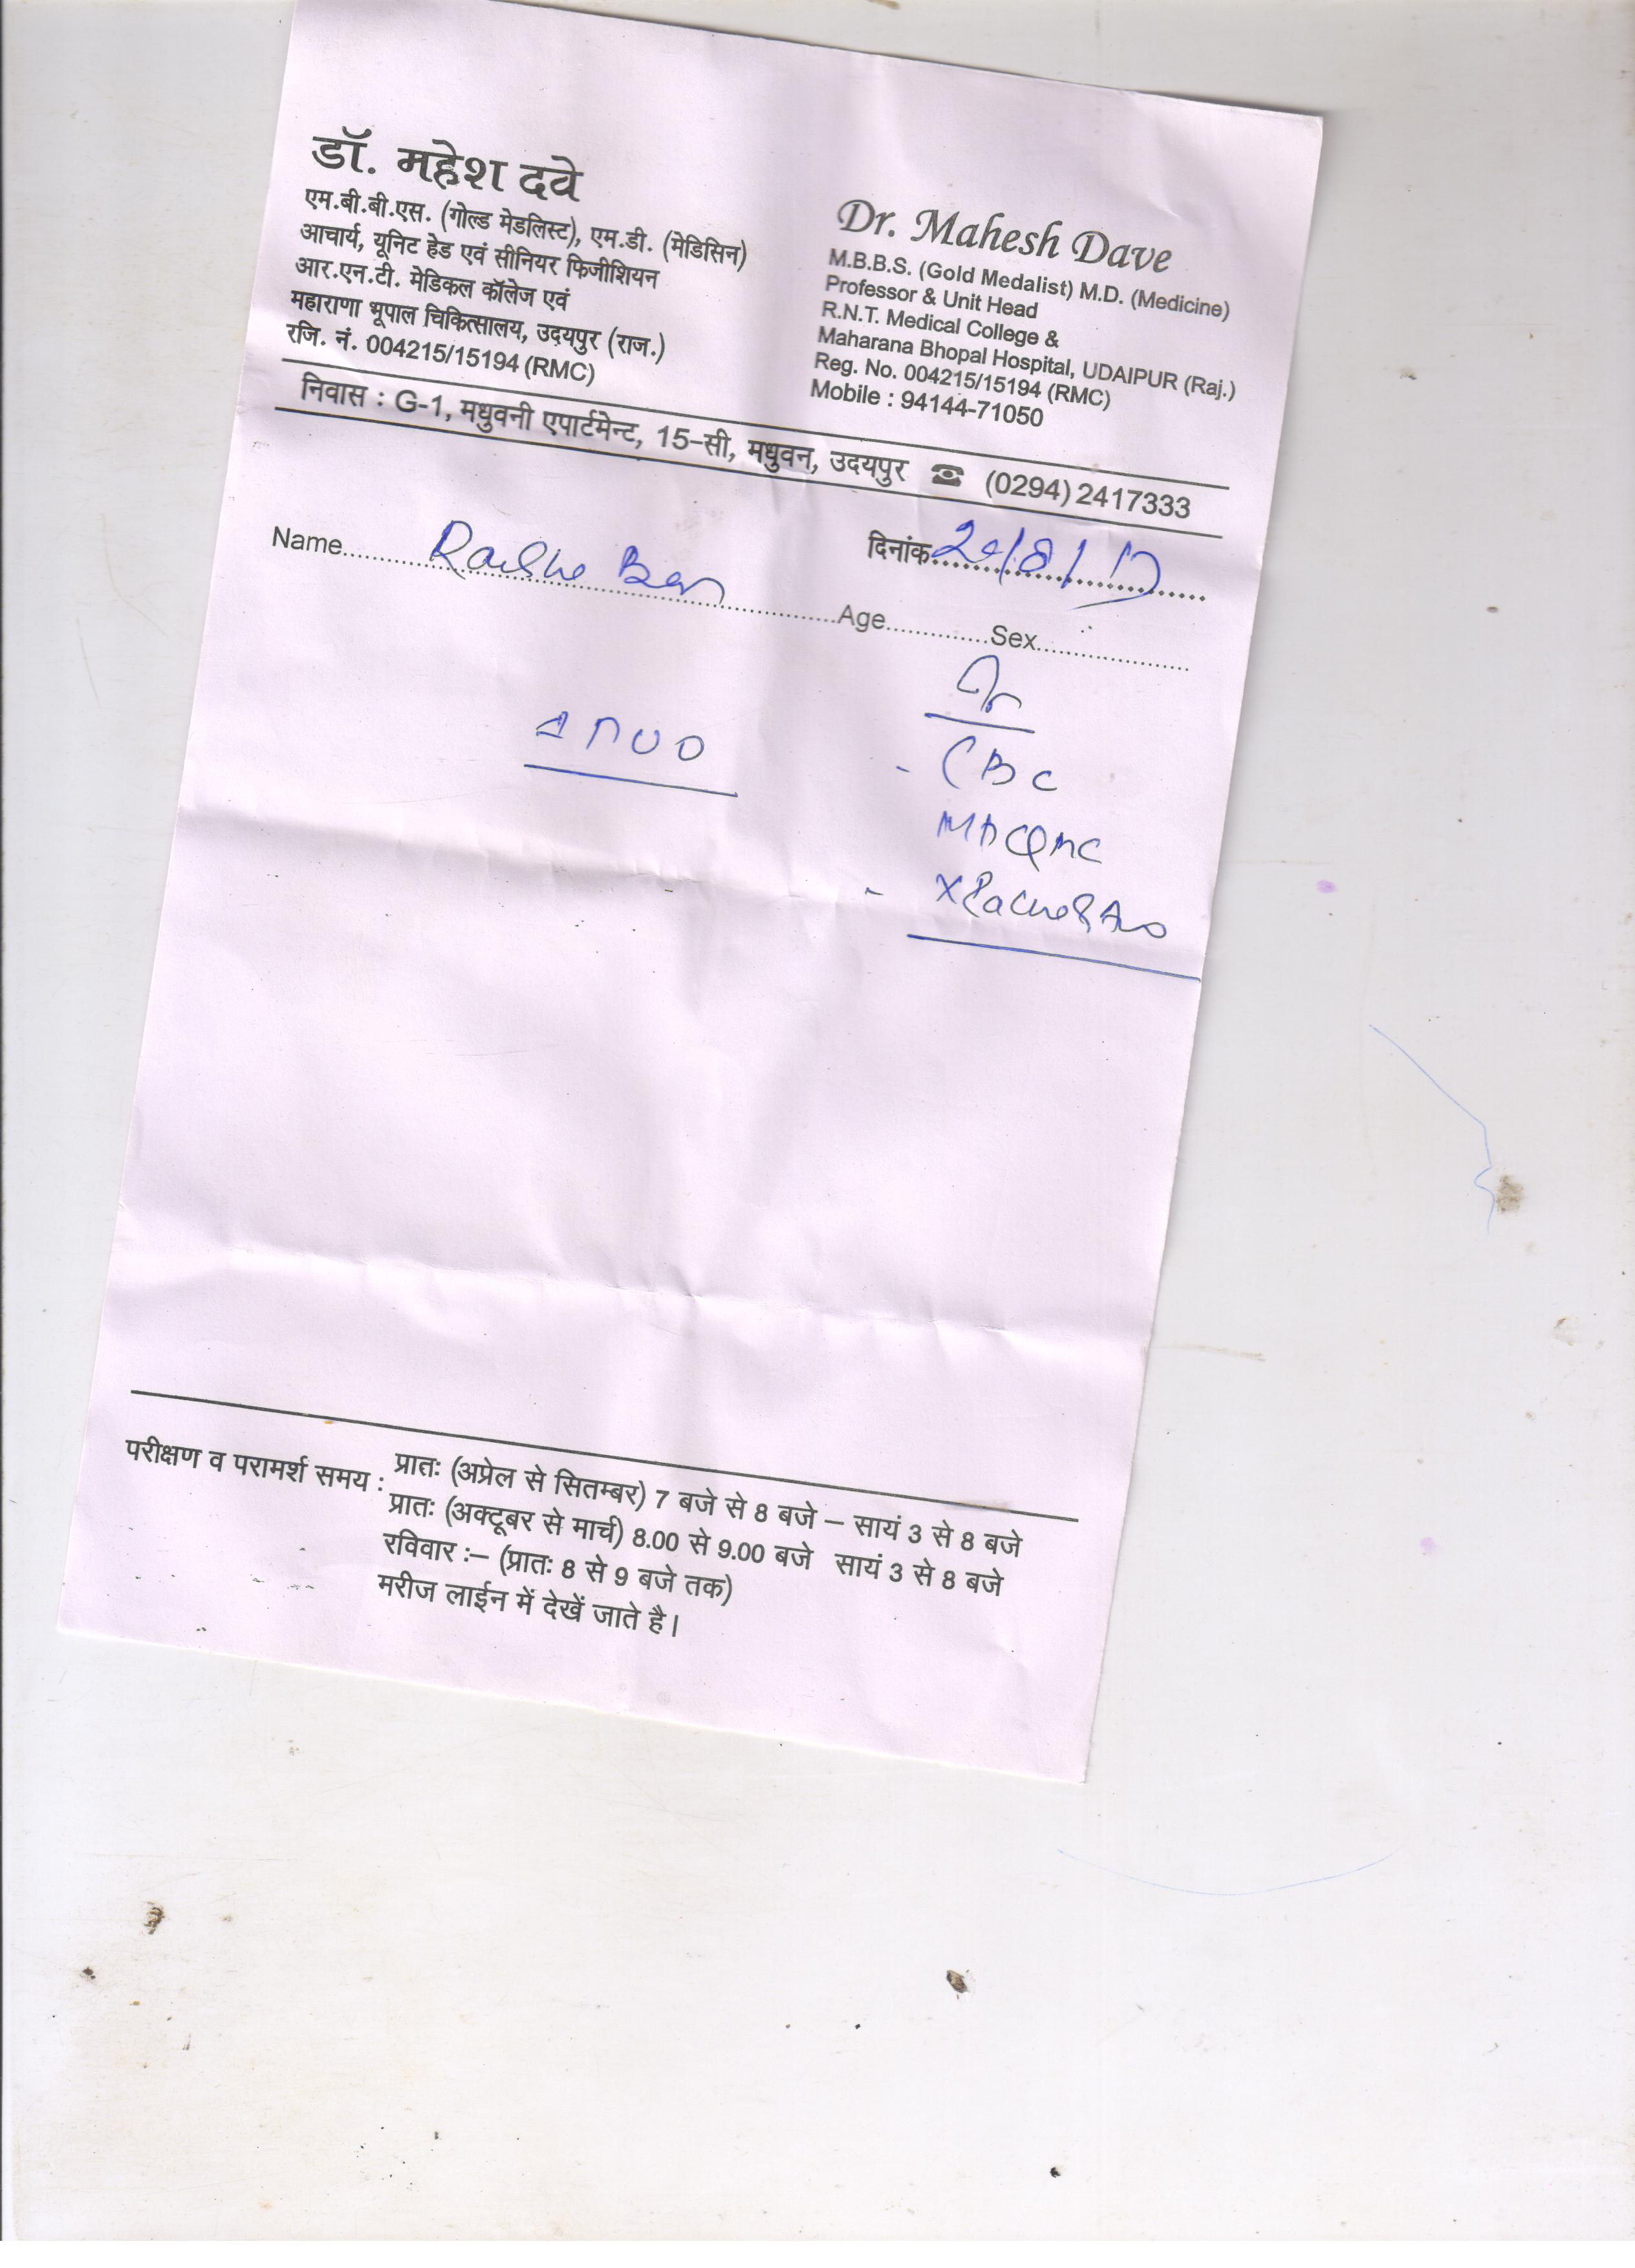 डॉ. महेश दवे
एम.बी.बी.एस. (गोल्ड मेडलिस्ट), एम.डी. (मेडिसिन)
आचार्य, यूनिट हेड एवं सीनियर फिजीशियन
आर.एन.टी. मेडिकल कॉलेज एवं
महाराणा भूपाल चिकित्सालय, उदयपुर (राज.)
रजि. नं. 004215/15194 (RMC)
Dr. Mahesh Dave
M.B.B.S. (Gold Medalist) M.D. (Medicine)
Professor & Unit Head
R.N.T. Medical College &
Maharana Bhopal Hospital, UDAIPUR (Raj.)
Reg. No. 004215/15194 (RMC)
Mobile : 94144-71050
निवास : G-1, मधुवनी एपार्टमेन्ट, 15-सी, मधुवन, उदयपुर ☎ (0294) 2417333
दिनांक
Name Ben Age Sex
CBC
परीक्षण व परामर्श समय : प्रातः (अप्रेल से सितम्बर) 7 बजे से 8 बजे – सायं 3 से 8 बजे
प्रातः (अक्टूबर से मार्च) 8.00 से 9.00 बजे सायं 3 से 8 बजे
रविवार :– (प्रातः 8 से 9 बजे तक)
मरीज लाईन में देखें जाते है।